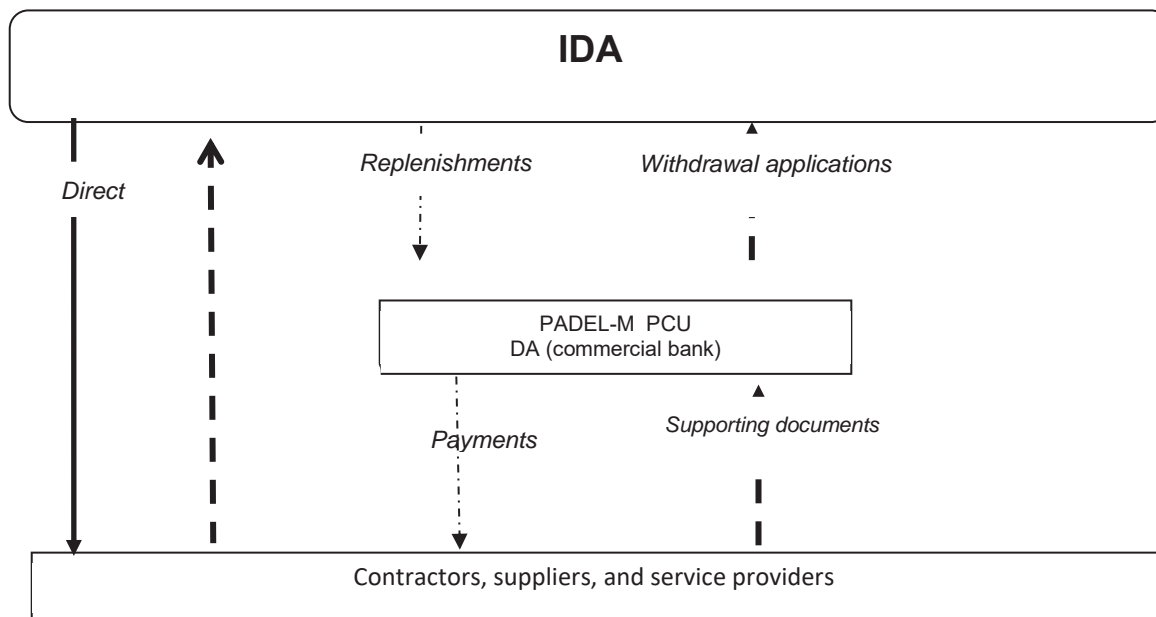 IDA
Replenishments
Withdrawal applications
Direct
PADEL-M PCU
DA (commercial bank)
Payments
Supporting documents
Contractors, suppliers, and service providers